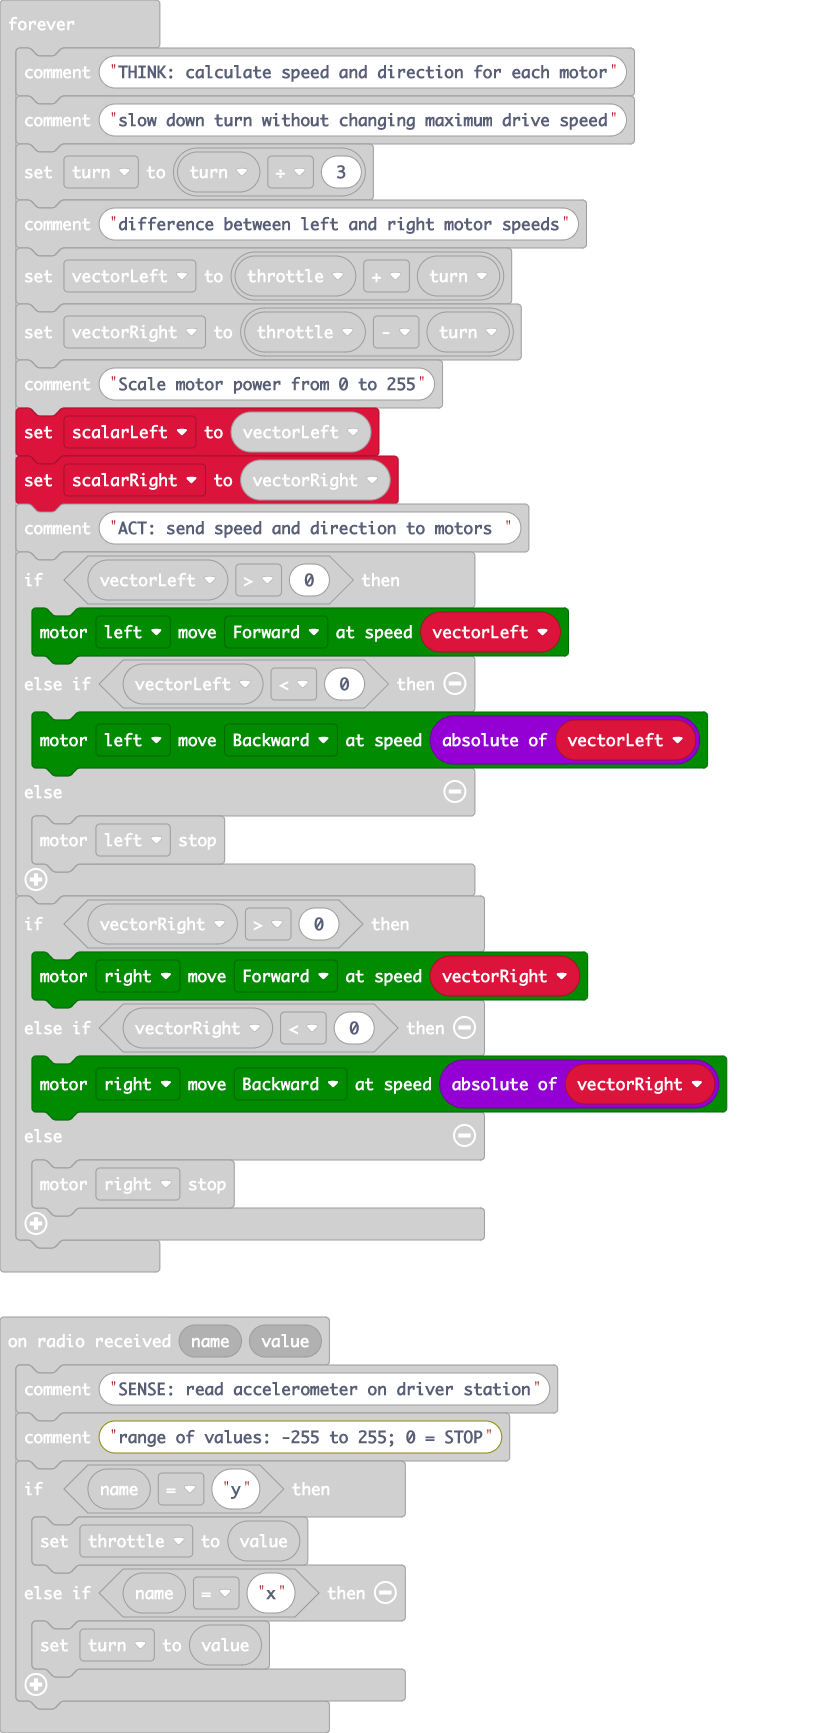 forever
comment "THINK: calculate speed and direction for each motor"
comment "slow down turn without changing maximum drive speed"
set turn to turn ÷ 3
comment "difference between left and right motor speeds"
set vectorLeft to throttle + turn
set vectorRight to throttle - turn
comment "Scale motor power from 0 to 255"
set scalarLeft to vectorLeft
set scalarRight to vectorRight
comment "ACT: send speed and direction to motors "
if vectorLeft > 0 then
motor left move Forward at speed vectorLeft
else if vectorLeft < 0 then
motor left move Backward at speed absolute of vectorLeft
else
motor left stop
if vectorRight > 0 then
motor right move Forward at speed vectorRight
else if vectorRight < 0 then
motor right move Backward at speed absolute of vectorRight
else
motor right stop
on radio received name value
comment "SENSE: read accelerometer on driver station"
comment "range of values: -255 to 255; 0 = STOP"
if name = "y" then
set throttle to value
else if name = "x" then
set turn to value